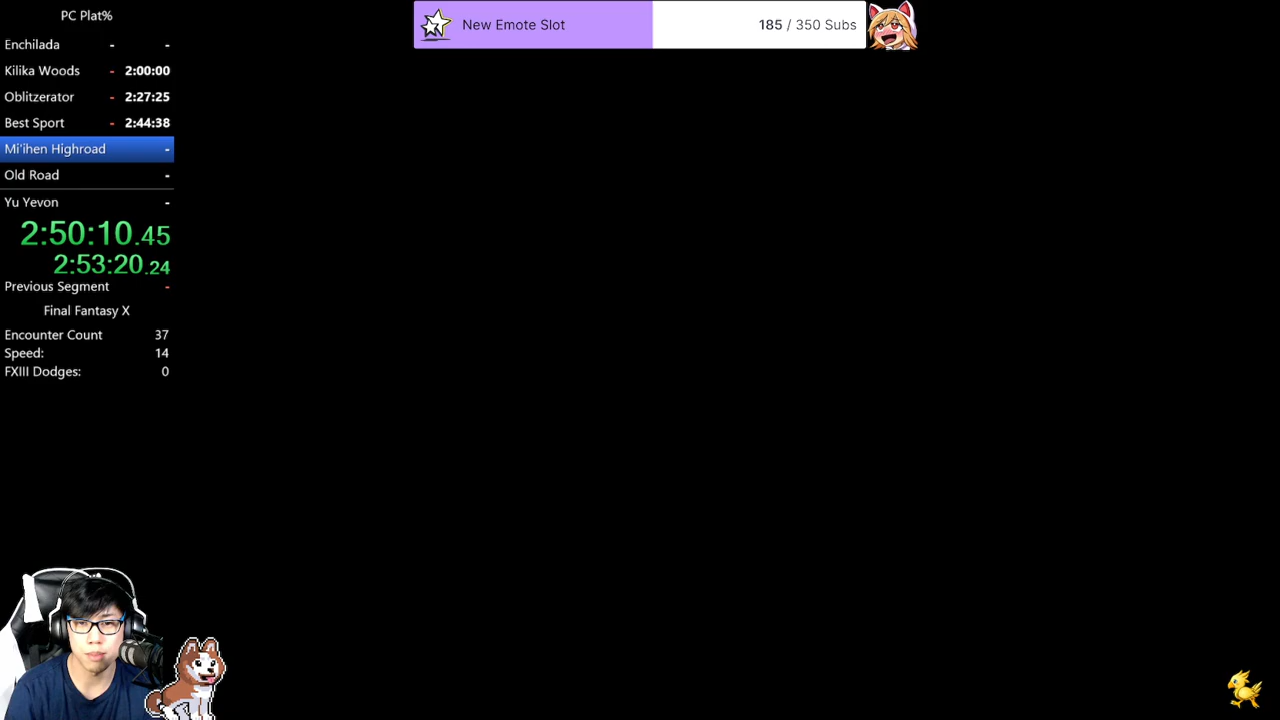 PC Plat%
New Emote Slot 185 / 350 Subs
Enchilada - -
Kilika Woods - 2:00:00
Oblitzerator - 2:27:25
Best Sport - 2:44:38
Mi'ihen Highroad -
Old Road -
Yu Yevon -
2:50:10.45
2:53:20.24
Previous Segment -
Final Fantasy X
Encounter Count 37
Speed: 14
FXIII Dodges: 0